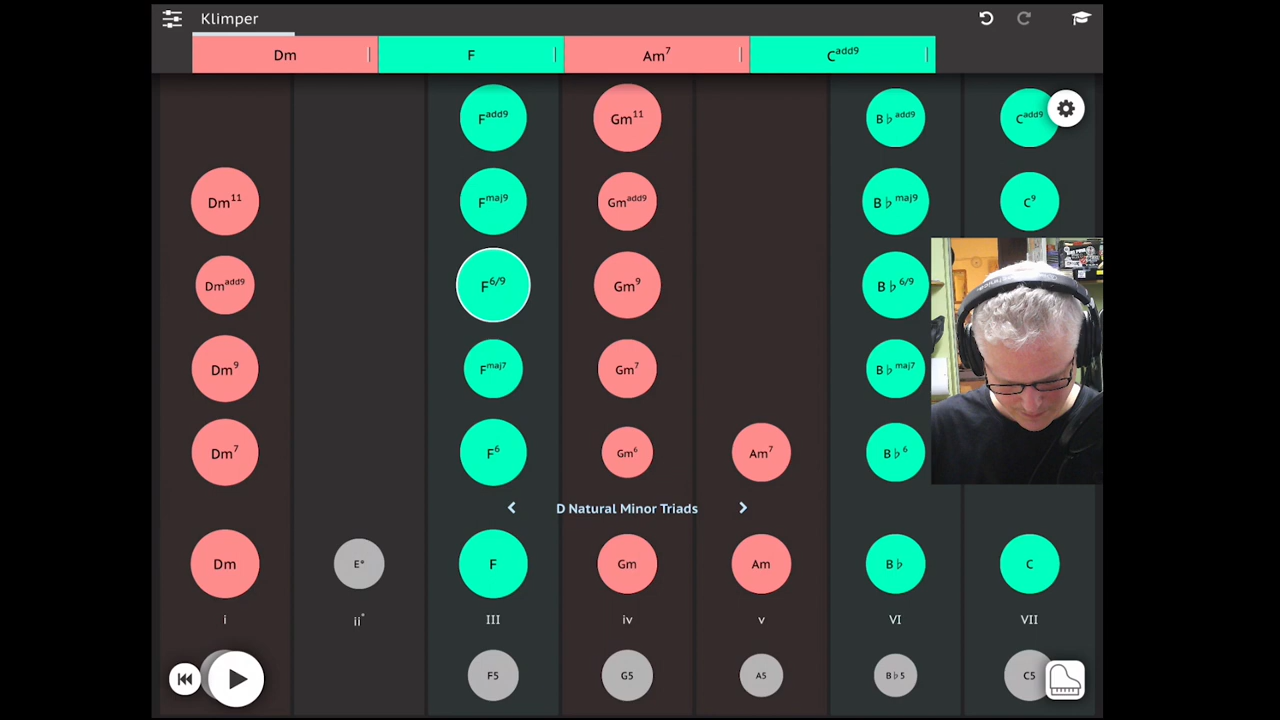 Klimper
Dm F Am7 Cadd9
Fadd9 Gm11 B♭add9 Cadd9
Dm11 Fmaj9 Gmadd9 B♭maj9 C9
Dmadd9 F6/9 Gm9 B♭6/9
Dm9 Fmaj7 Gm7 B♭maj7
Dm7 F6 Gm6 Am7 B♭6
< D Natural Minor Triads >
Dm E° F Gm Am B♭ C
i ii° III iv v VI VII
F5 G5 A5 B♭5 C5